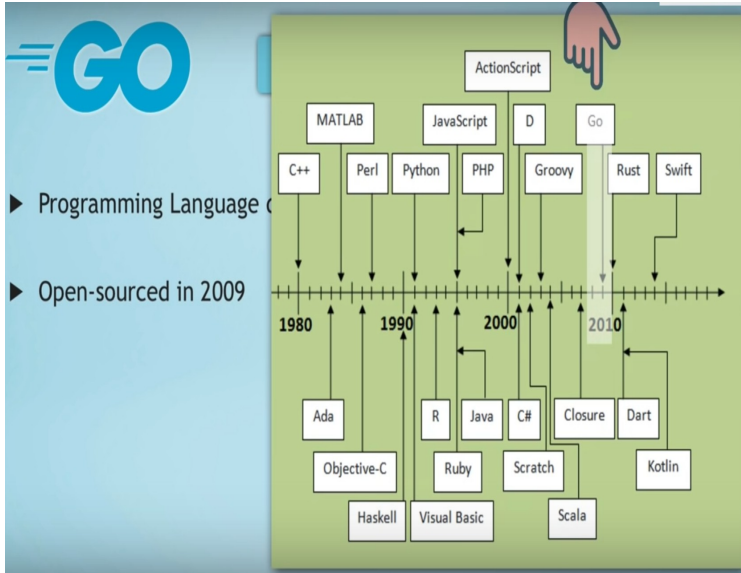 GO
Programming Language
Open-sourced in 2009
ActionScript
MATLAB
JavaScript
D
Go
C++
Perl
Python
PHP
Groovy
Rust
Swift
1980
1990
2000
2010
Ada
R
Java
C#
Closure
Dart
Objective-C
Ruby
Scratch
Kotlin
Haskell
Visual Basic
Scala